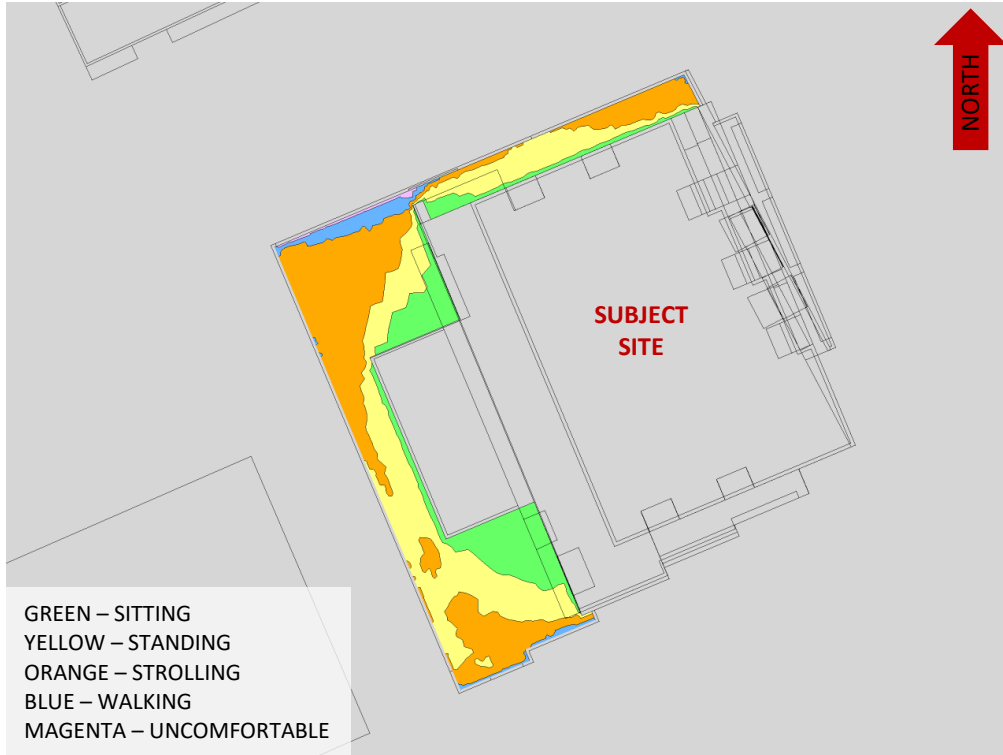 NORTH
SUBJECT
SITE
GREEN – SITTING
YELLOW – STANDING
ORANGE – STROLLING
BLUE – WALKING
MAGENTA – UNCOMFORTABLE